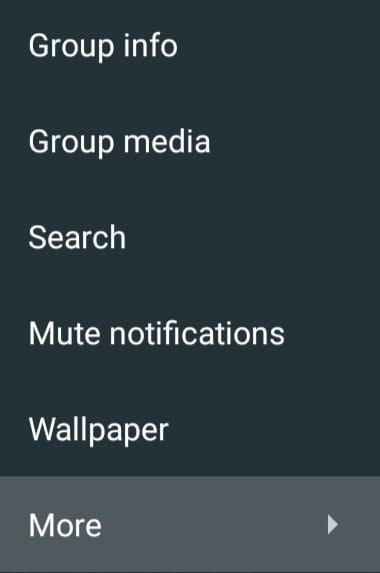 Group info
Group media
Search
Mute notifications
Wallpaper
More